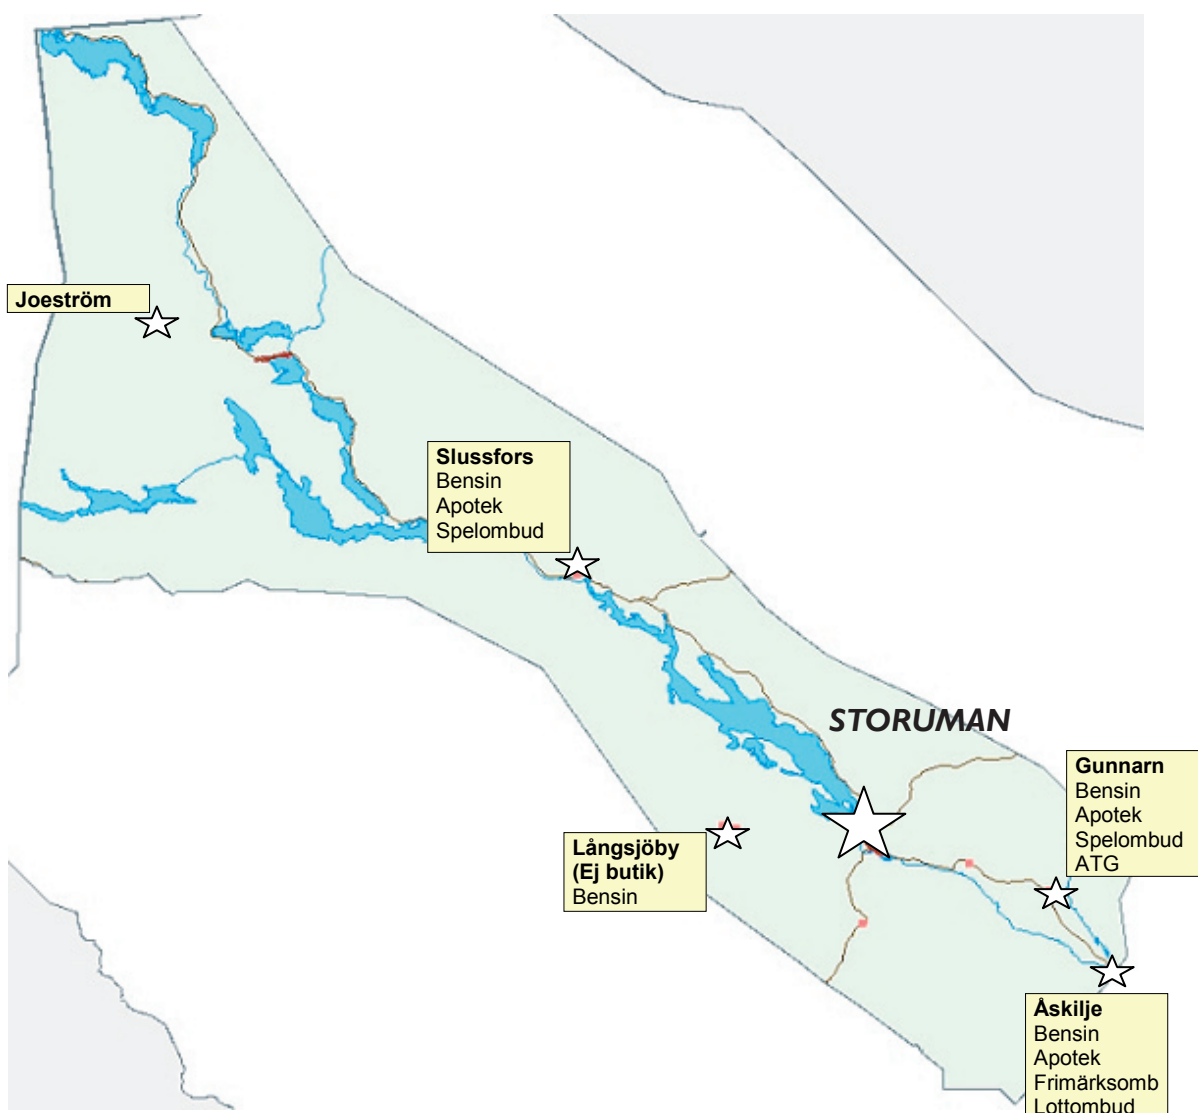 Joeström
Slussfors
Bensin
Apotek
Spelombud
STORUMAN
Gunnarn
Bensin
Apotek
Spelombud
ATG
Långsjöby
(Ej butik)
Bensin
Åskilje
Bensin
Apotek
Frimärksomb
Lottombud